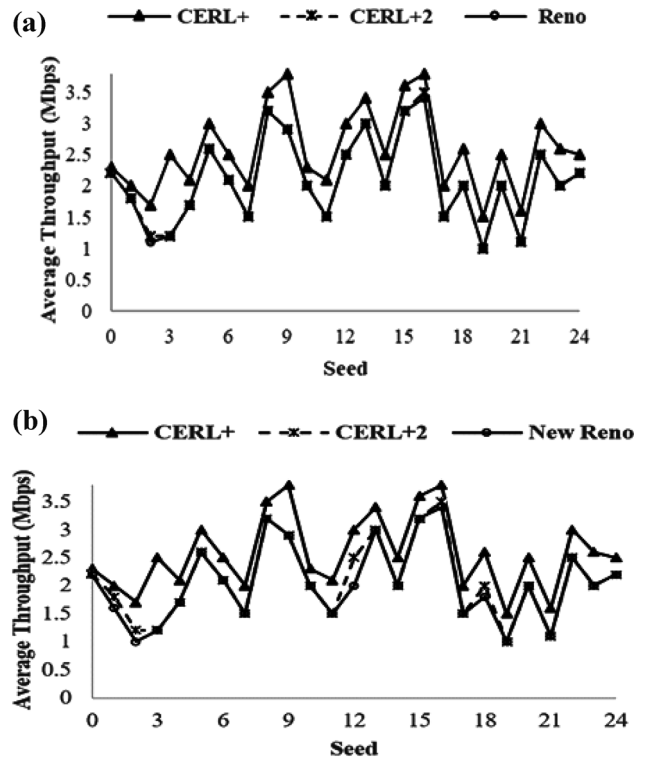 (a)
CERL+ CERL+2 Reno
Average Throughput (Mbps)
3.5
3
2.5
2
1.5
1
0.5
0
0 3 6 9 12 15 18 21 24
Seed
(b)
CERL+ CERL+2 New Reno
Average Throughput (Mbps)
3.5
3
2.5
2
1.5
1
0.5
0
0 3 6 9 12 15 18 21 24
Seed